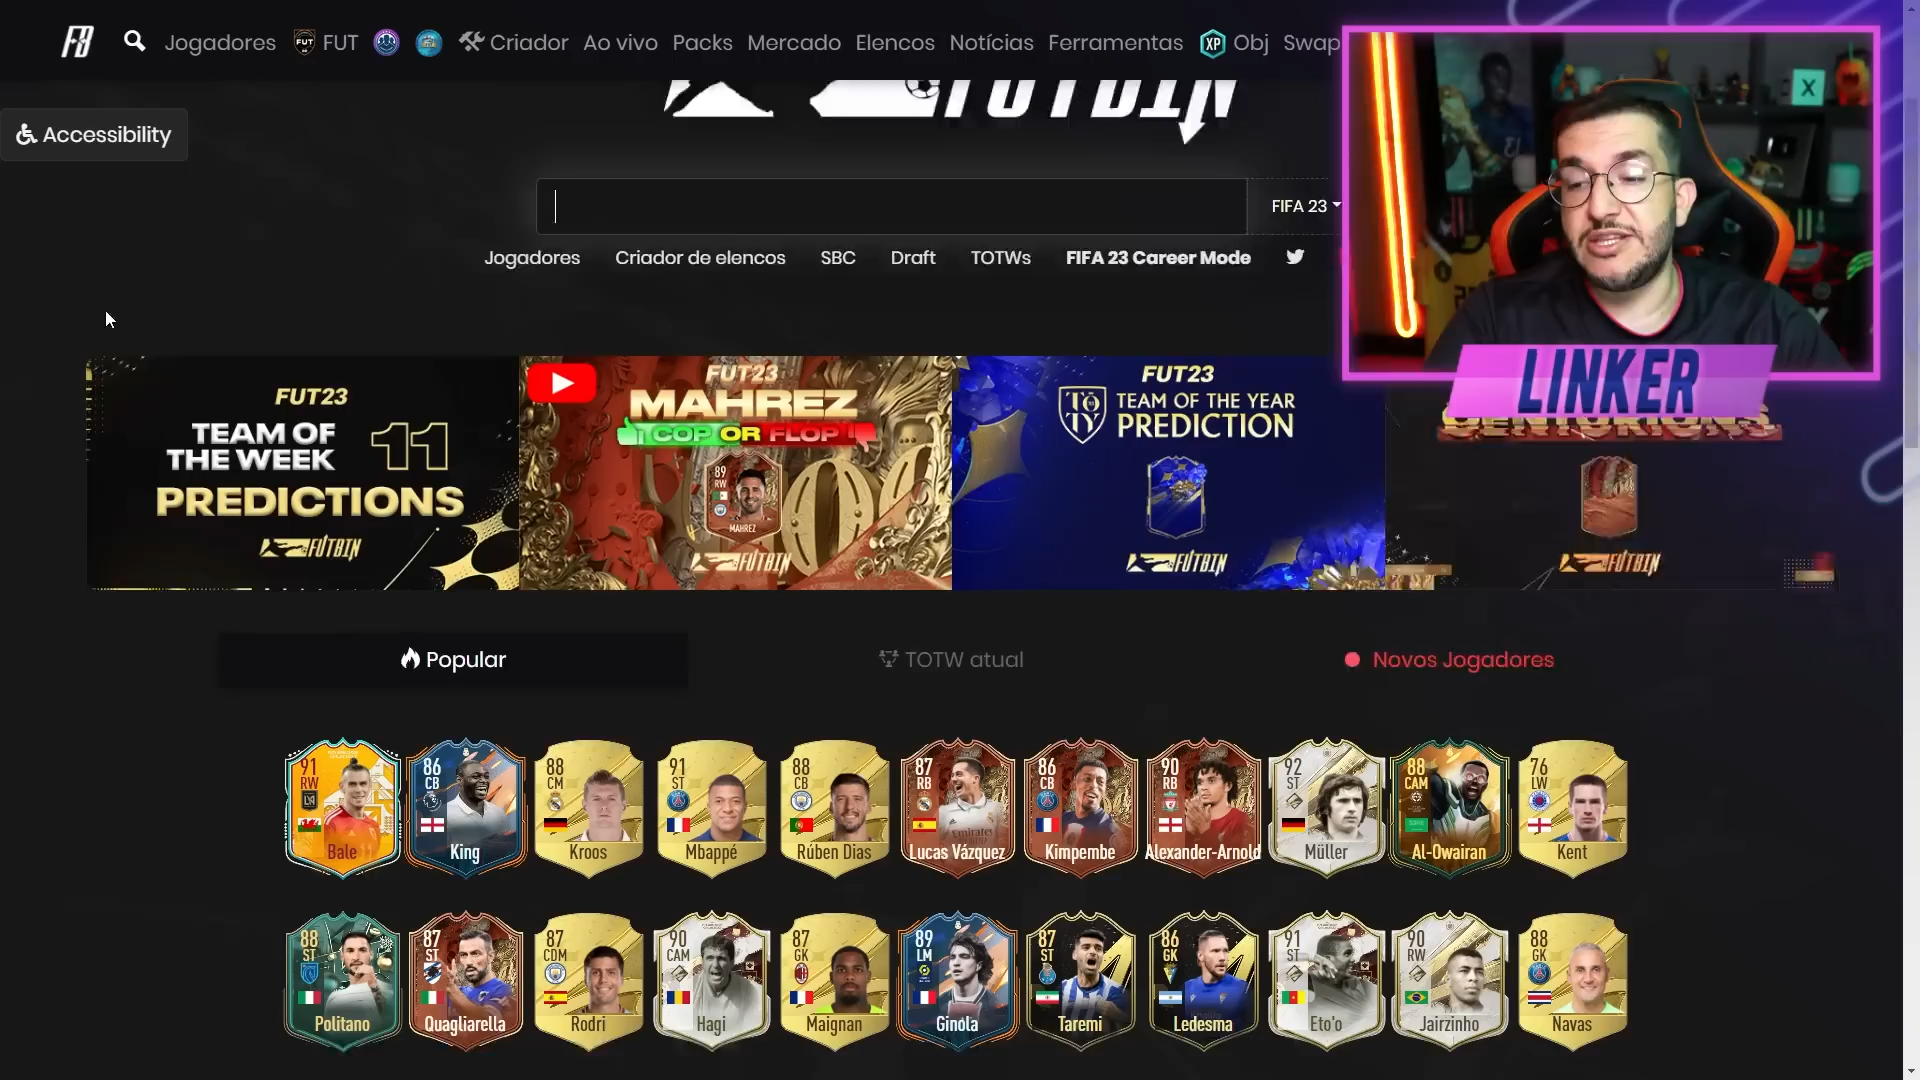 Jogadores FUT Criador Ao vivo Packs Mercado Elencos Notícias Ferramentas XP Obj Swap
X
FUTBIN
Accessibility
FIFA 23
Jogadores Criador de elencos SBC Draft TOTWs FIFA 23 Career Mode
LINKER
FUT23
TEAM OF
THE WEEK 11
PREDICTIONS
FUTBIN
FUT23
MAHREZ
COP OR FLOP
89
RW
MAHREZ
FUTBIN
FUT23
TOTY
TEAM OF THE YEAR
PREDICTION
FUTBIN
FUTBIN
Popular TOTW atual Novos Jogadores
91 RW Bale
86 CB King
88 CM Kroos
91 ST Mbappé
88 CB Rúben Dias
87 RB Lucas Vázquez
86 CB Kimpembe
90 RB Alexander-Arnold
92 ST Müller
88 CAM Al-Owairan
76 LW Kent
88 ST Politano
87 ST Quagliarella
87 CDM Rodri
90 CAM Hagi
87 GK Maignan
89 LM Ginola
87 ST Taremi
86 GK Ledesma
91 ST Eto'o
90 RW Jairzinho
88 GK Navas